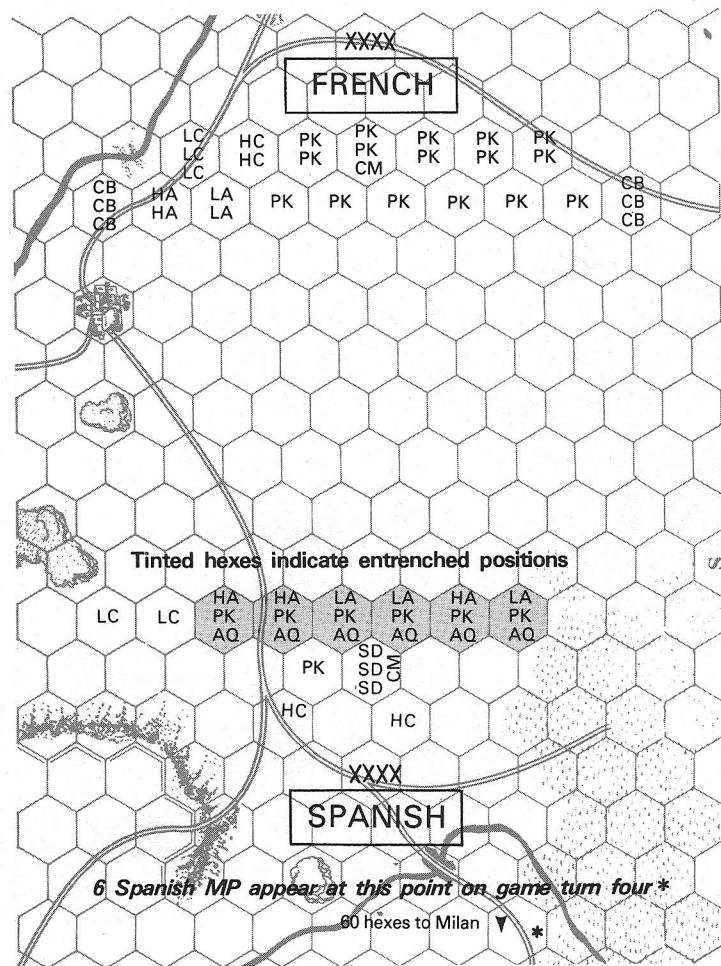 XXXX
FRENCH
LC HC PK PK PK PK PK
LC HC PK PK PK PK PK
LC CM
CB HA LA PK PK PK PK PK PK CB
CB HA LA CB
CB CB
Tinted hexes indicate entrenched positions
LC LC HA HA LA LA HA LA
PK PK PK PK PK PK
AQ AQ AQ AQ AQ AQ
PK SD CM
SD
SD
HC HC
XXXX
SPANISH
6 Spanish MP appear at this point on game turn four *
60 hexes to Milan
*